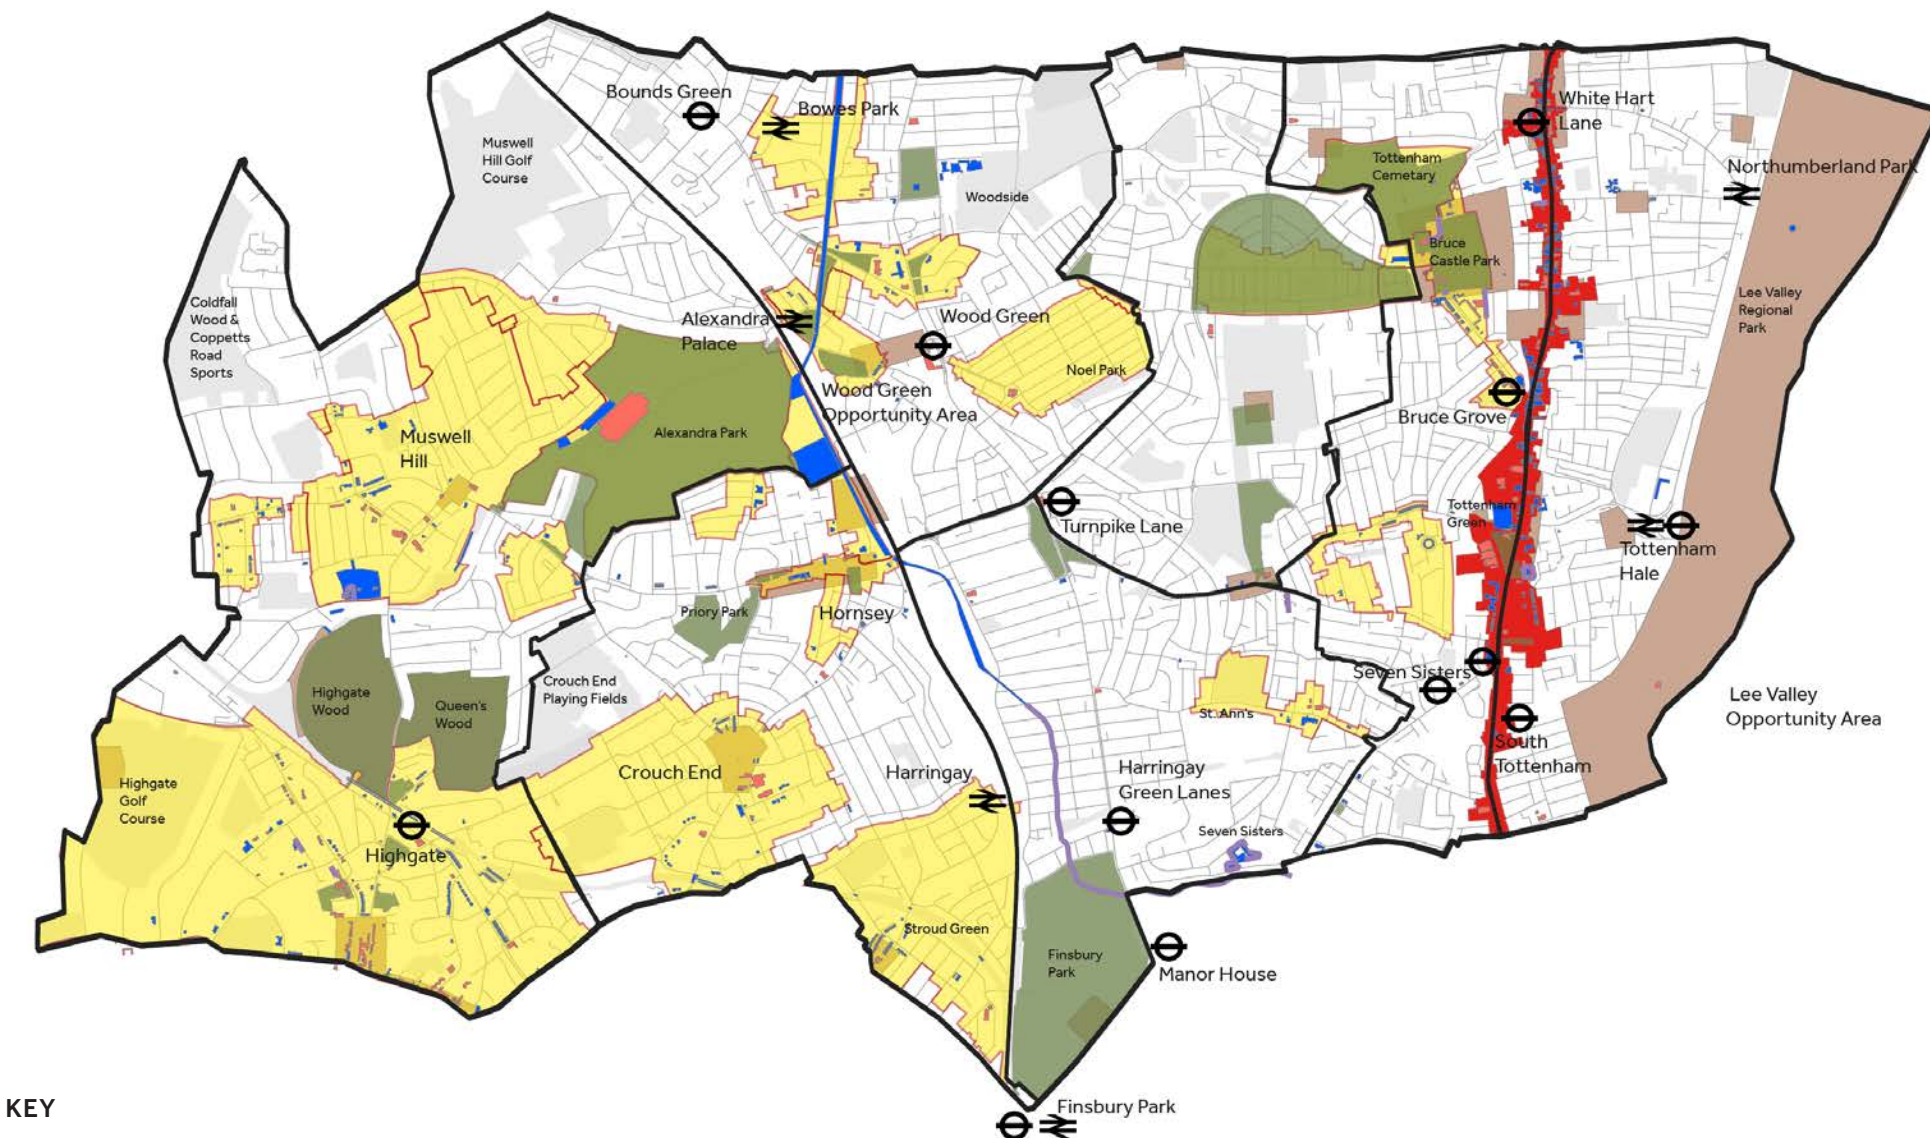 Bounds Green
Bowes Park
White Hart
Lane
Muswell
Hill Golf
Course
Tottenham
Cemetary
Northumberland Park
Woodside
Bruce
Castle Park
Coldfall
Wood &
Coppetts
Road
Sports
Alexandra
Palace
Wood Green
Lee Valley
Regional
Park
Noel Park
Wood Green
Opportunity Area
Bruce Grove
Muswell
Hill
Alexandra Park
Turnpike Lane
Tottenham
Green
Tottenham
Hale
Priory Park
Hornsey
Highgate
Wood
Queen's
Wood
Crouch End
Playing Fields
Seven Sisters
St. Ann's
Lee Valley
Opportunity Area
South
Tottenham
Highgate
Golf
Course
Crouch End
Harringay
Harringay
Green Lanes
Seven Sisters
Highgate
Stroud Green
Finsbury
Park
Manor House
KEY
Finsbury Park